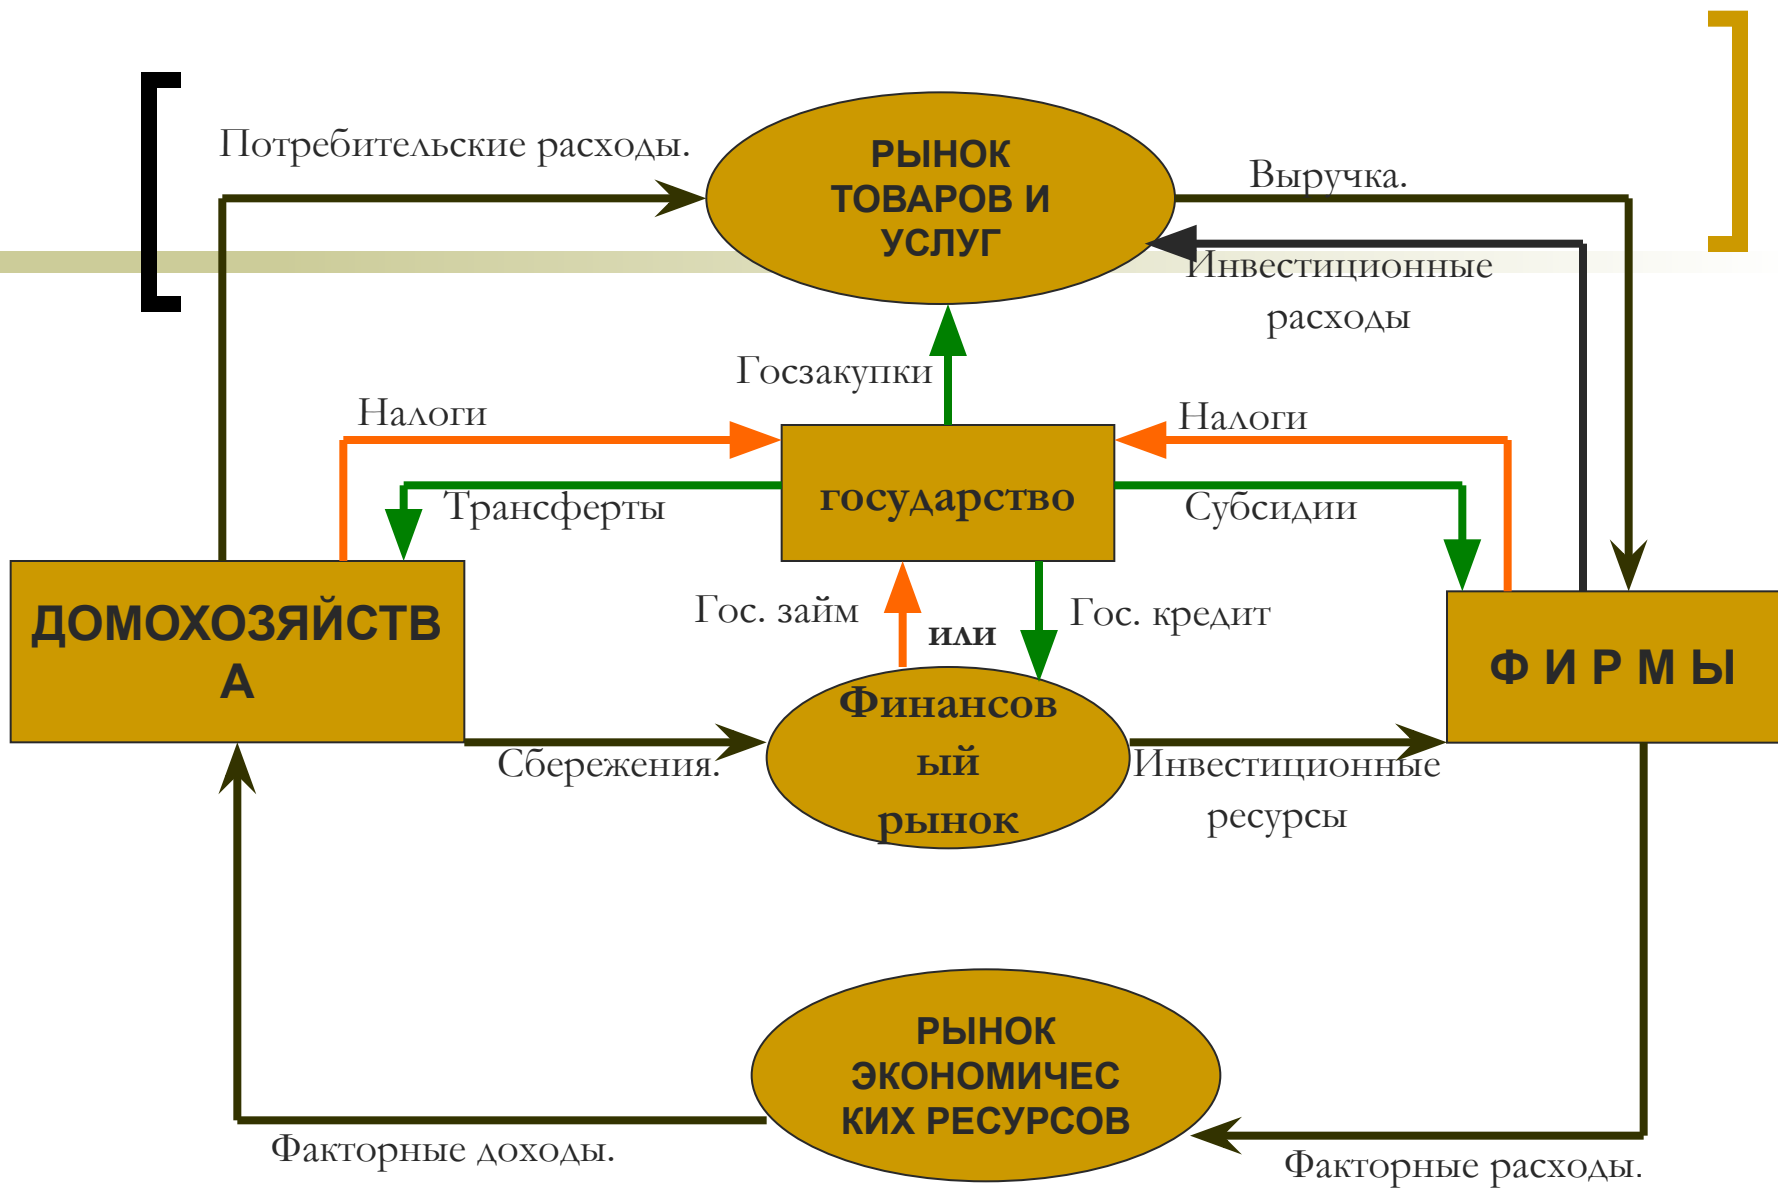 Потребительские расходы.
РЫНОК
ТОВАРОВ И
УСЛУГ
Выручка.
Инвестиционные
расходы
Госзакупки
Налоги
Налоги
Трансферты
государство
Субсидии
ДОМОХОЗЯЙСТВ
А
Гос. займ
или
Гос. кредит
Ф И Р М Ы
Финансов
ый
рынок
Сбережения.
Инвестиционные
ресурсы
РЫНОК
ЭКОНОМИЧЕС
КИХ РЕСУРСОВ
Факторные доходы.
Факторные расходы.